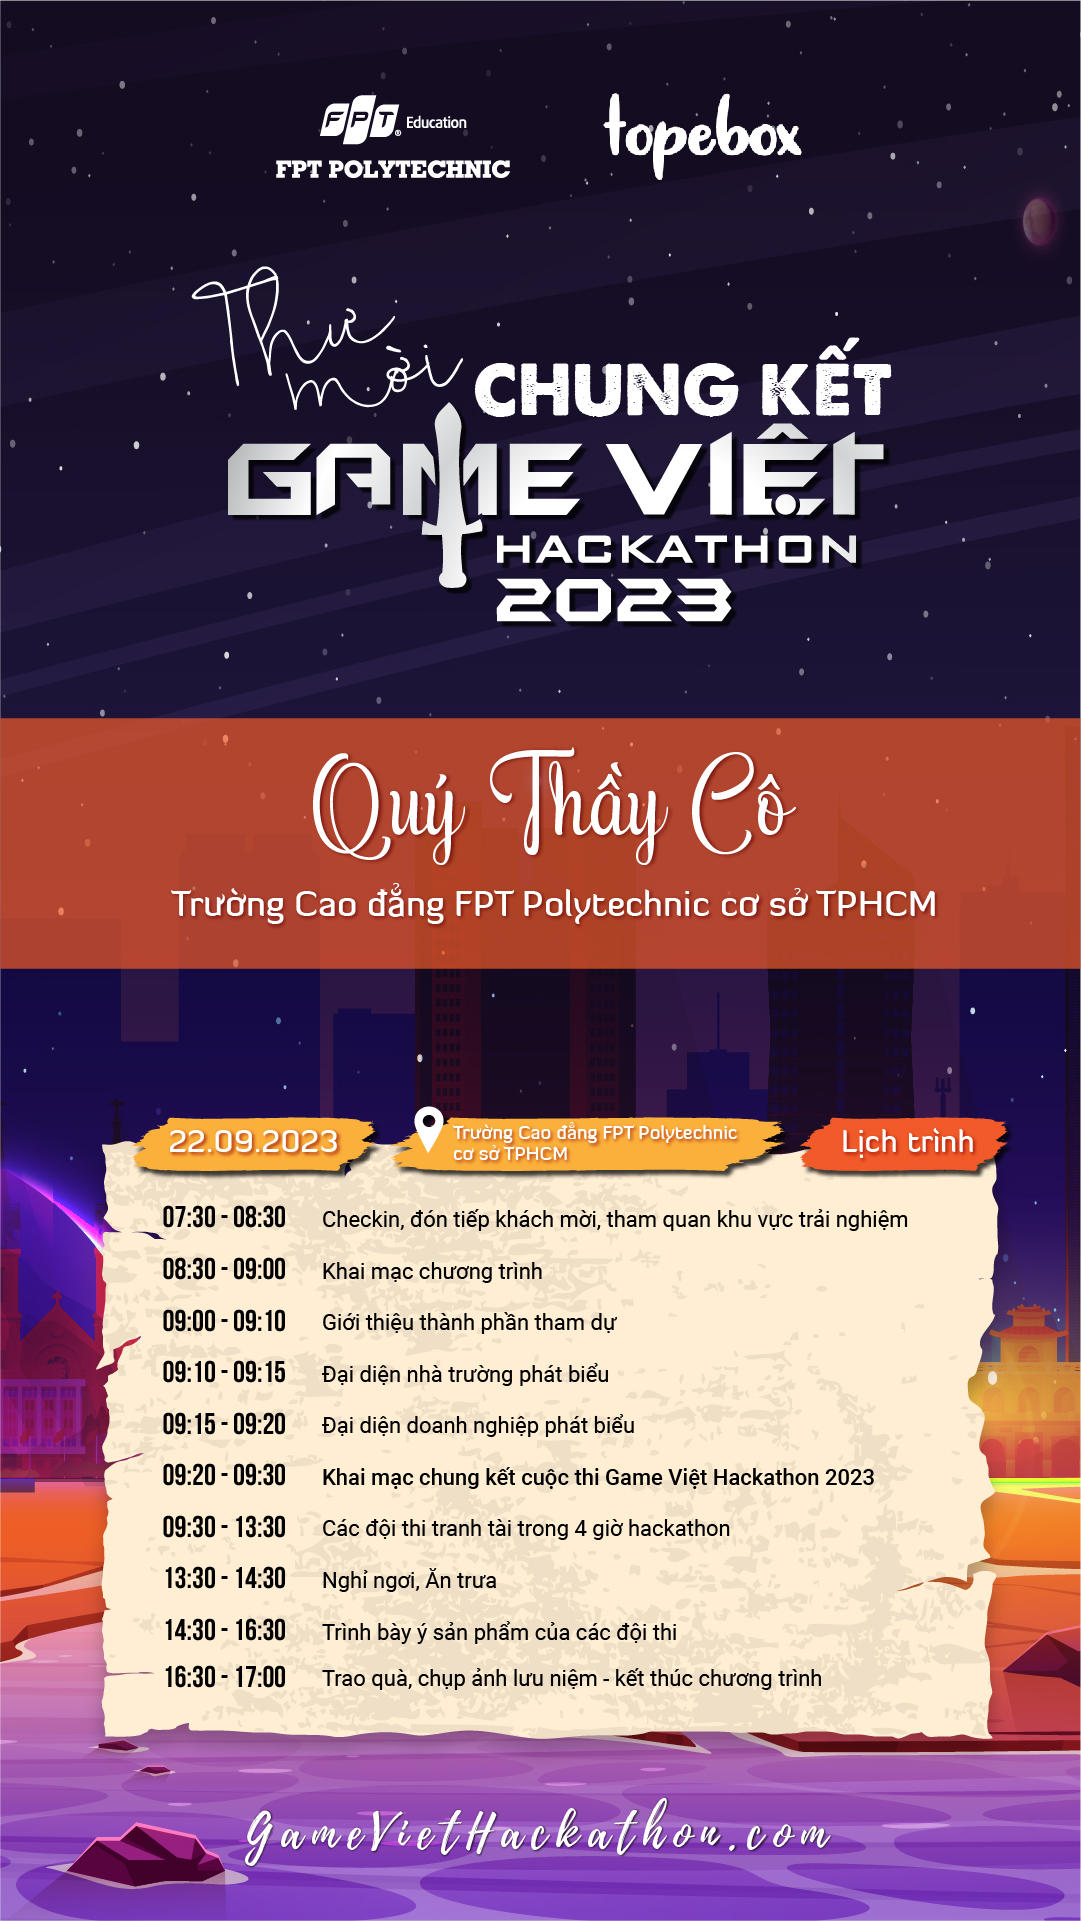 FPT Education
FPT POLYTECHNIC
topebox
Thư mời
CHUNG KẾT
GAME VIỆT
HACKATHON
2023
Quý Thầy Cô
Trường Cao đẳng FPT Polytechnic cơ sở TPHCM
22.09.2023
Trường Cao đẳng FPT Polytechnic
cơ sở TPHCM
Lịch trình
07:30 - 08:30 Checkin, đón tiếp khách mời, tham quan khu vực trải nghiệm
08:30 - 09:00 Khai mạc chương trình
09:00 - 09:10 Giới thiệu thành phần tham dự
09:10 - 09:15 Đại diện nhà trường phát biểu
09:15 - 09:20 Đại diện doanh nghiệp phát biểu
09:20 - 09:30 Khai mạc chung kết cuộc thi Game Việt Hackathon 2023
09:30 - 13:30 Các đội thi tranh tài trong 4 giờ hackathon
13:30 - 14:30 Nghỉ ngơi, Ăn trưa
14:30 - 16:30 Trình bày ý sản phẩm của các đội thi
16:30 - 17:00 Trao quà, chụp ảnh lưu niệm - kết thúc chương trình
GameVietHackathon.com